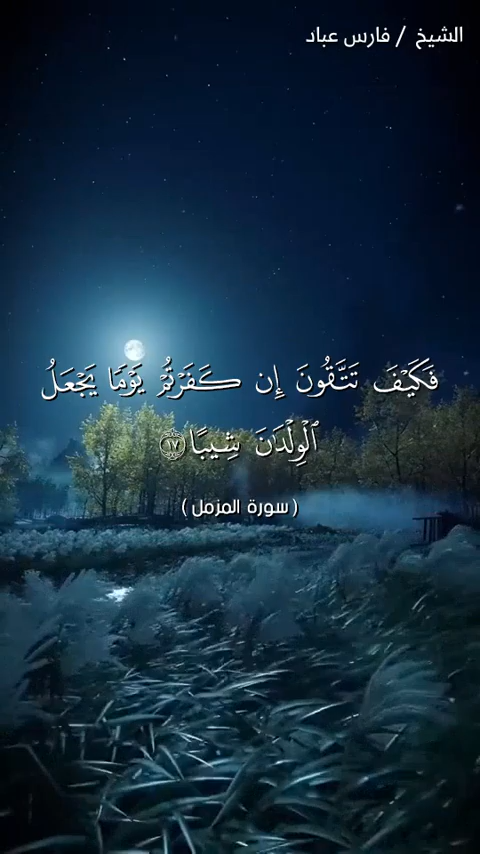 الشيخ / فارس عباد
فَكَيْفَ تَتَّقُونَ إِن كَفَرْتُمْ يَوْمًا يَجْعَلُ
ٱلْوِلْدَٰنَ شِيبًا ١٧
( سورة المزمل )